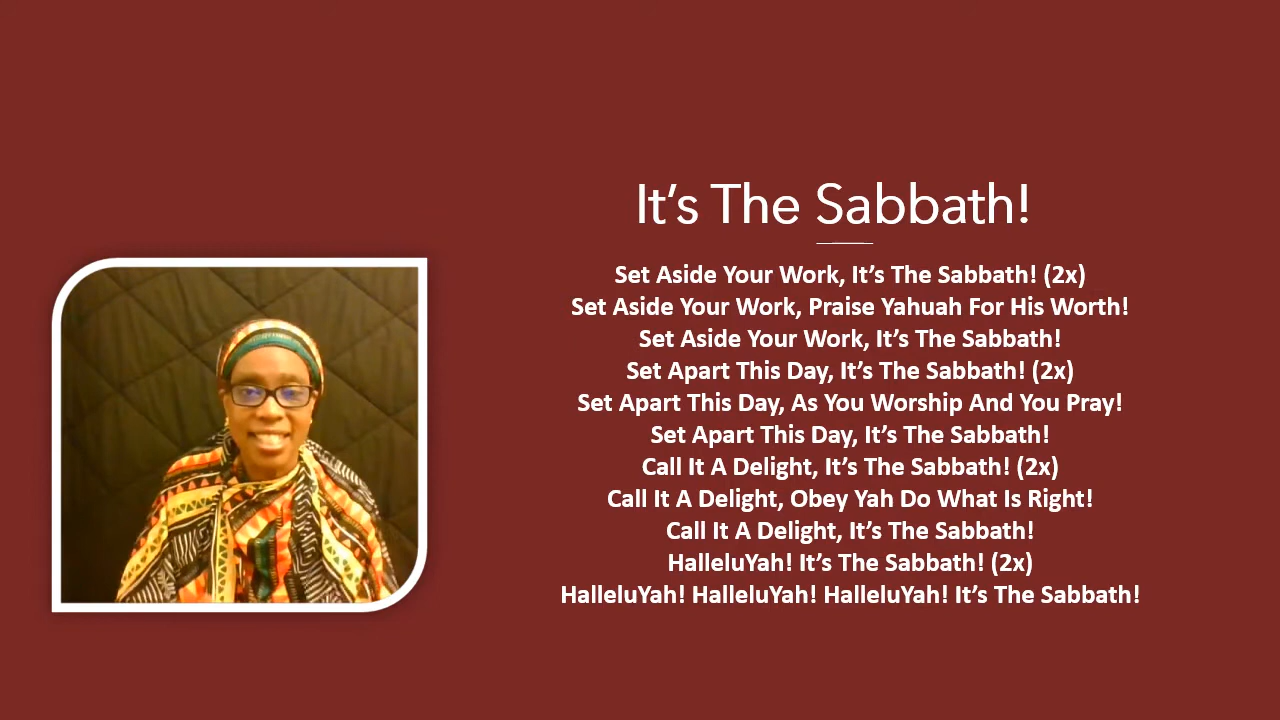 It's The Sabbath!
Set Aside Your Work, It's The Sabbath! (2x)
Set Aside Your Work, Praise Yahuah For His Worth!
Set Aside Your Work, It's The Sabbath!
Set Apart This Day, It's The Sabbath! (2x)
Set Apart This Day, As You Worship And You Pray!
Set Apart This Day, It's The Sabbath!
Call It A Delight, It's The Sabbath! (2x)
Call It A Delight, Obey Yah Do What Is Right!
Call It A Delight, It's The Sabbath!
HalleluYah! It's The Sabbath! (2x)
HalleluYah! HalleluYah! HalleluYah! It's The Sabbath!